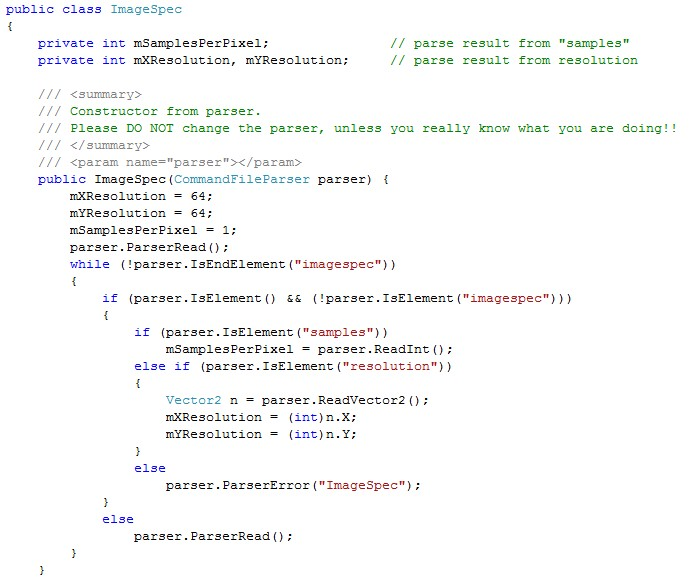 public class ImageSpec
{
    private int mSamplesPerPixel;               // parse result from "samples"
    private int mXResolution, mYResolution;     // parse result from resolution

    /// <summary>
    /// Constructor from parser.
    /// Please DO NOT change the parser, unless you really know what you are doing!!
    /// </summary>
    /// <param name="parser"></param>
    public ImageSpec(CommandFileParser parser) {
        mXResolution = 64;
        mYResolution = 64;
        mSamplesPerPixel = 1;
        parser.ParserRead();
        while (!parser.IsEndElement("imagespec"))
        {
            if (parser.IsElement() && (!parser.IsElement("imagespec")))
            {
                if (parser.IsElement("samples"))
                    mSamplesPerPixel = parser.ReadInt();
                else if (parser.IsElement("resolution"))
                {
                    Vector2 n = parser.ReadVector2();
                    mXResolution = (int)n.X;
                    mYResolution = (int)n.Y;
                }
                else
                    parser.ParserError("ImageSpec");
            }
            else
                parser.ParserRead();
        }
    }